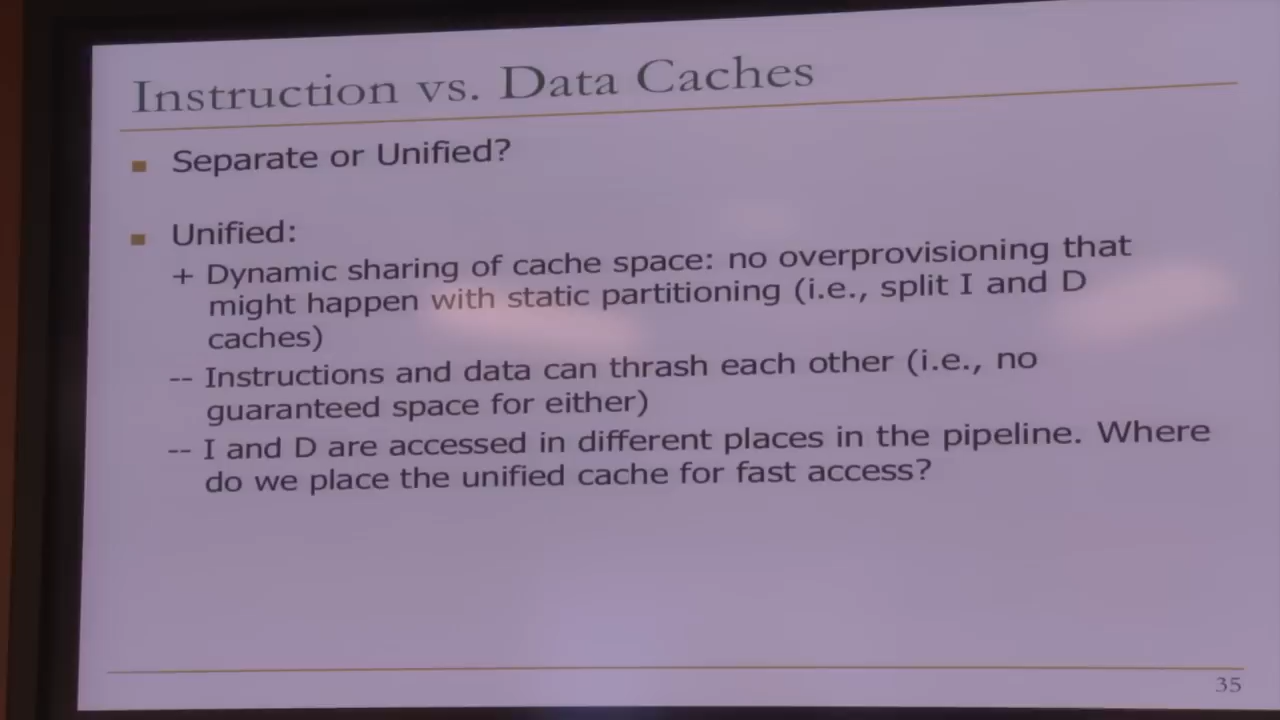 Instruction vs. Data Caches
Separate or Unified?
Unified:
+ Dynamic sharing of cache space: no overprovisioning that
might happen with static partitioning (i.e., split I and D
caches)
-- Instructions and data can thrash each other (i.e., no
guaranteed space for either)
-- I and D are accessed in different places in the pipeline. Where
do we place the unified cache for fast access?
35